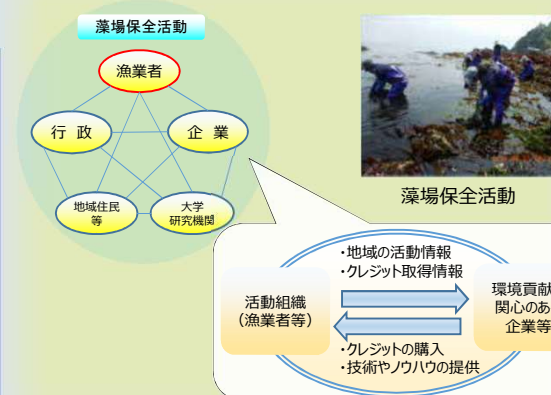 藻場保全活動
漁業者
行 政
企 業
地域住民
等
大学
研究機関
藻場保全活動
・地域の活動情報
・クレジット取得情報
活動組織
（漁業者等）
環境貢献
関心のあ
企業等
・クレジットの購入
・技術やノウハウの提供